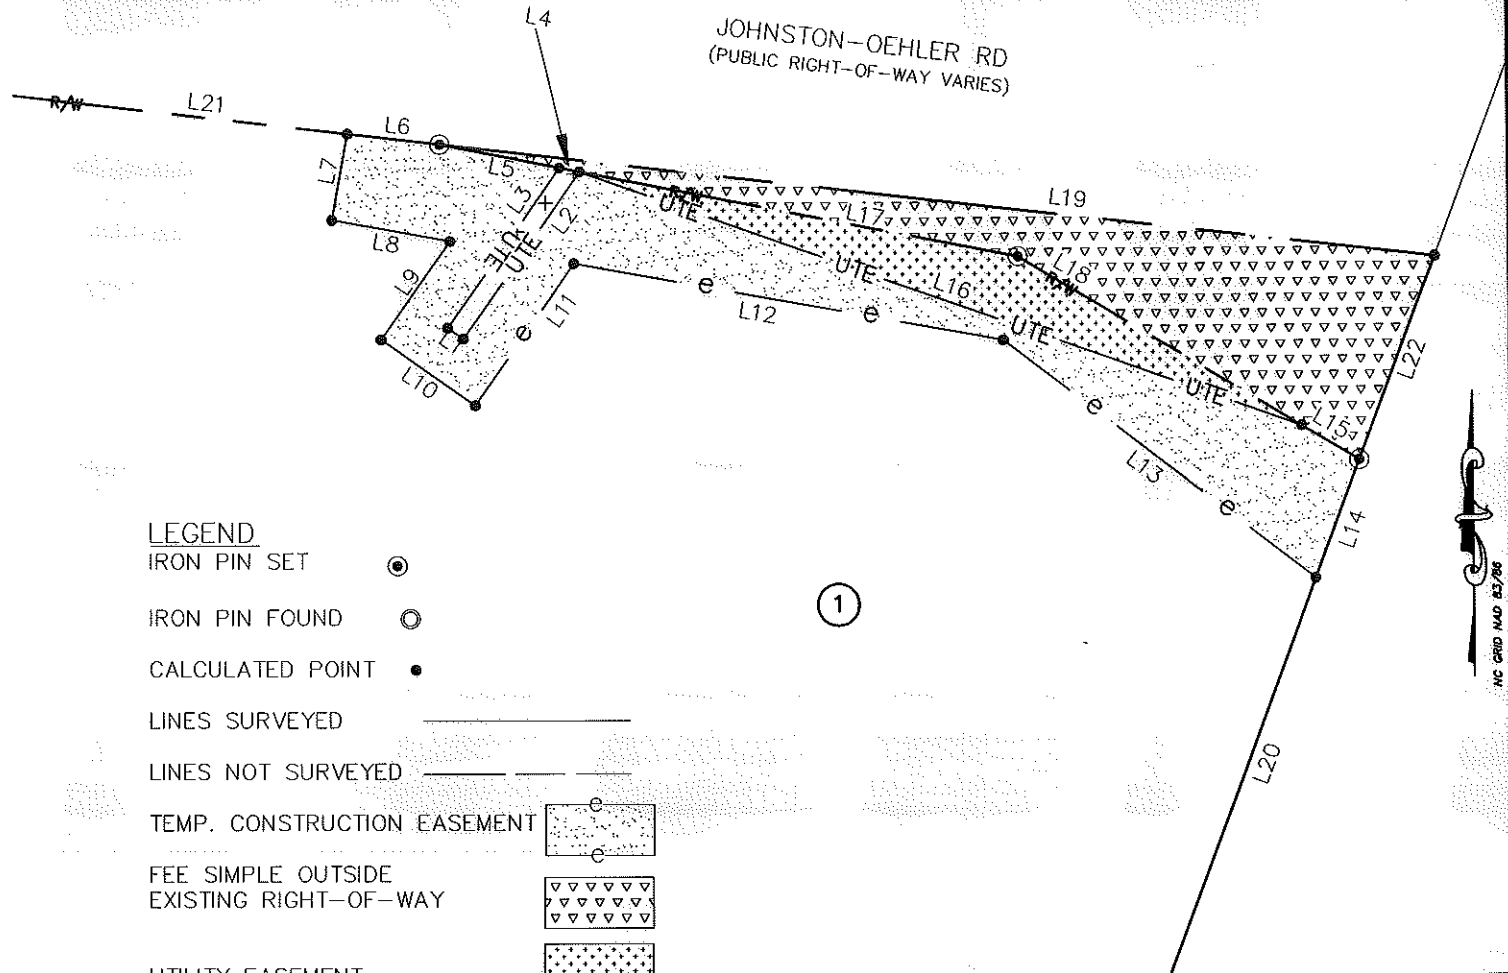 L4
JOHNSTON-OEHLER RD
(PUBLIC RIGHT-OF-WAY VARIES)
R/W
L21
L6
L5
L7
L3
L2
L19
R/W
UTE
L17
L8
UTE
UTE
L9
L11
e
L12
e
e
UTE
L16
L18
R/W
UTE
UTE
L22
L15
L1
L10
e
L13
e
L14
L20
1
NC GRID NAD 83/86
LEGEND
IRON PIN SET
IRON PIN FOUND
CALCULATED POINT
LINES SURVEYED
LINES NOT SURVEYED
TEMP. CONSTRUCTION EASEMENT
e
e
FEE SIMPLE OUTSIDE
EXISTING RIGHT-OF-WAY
UTILITY EASEMENT